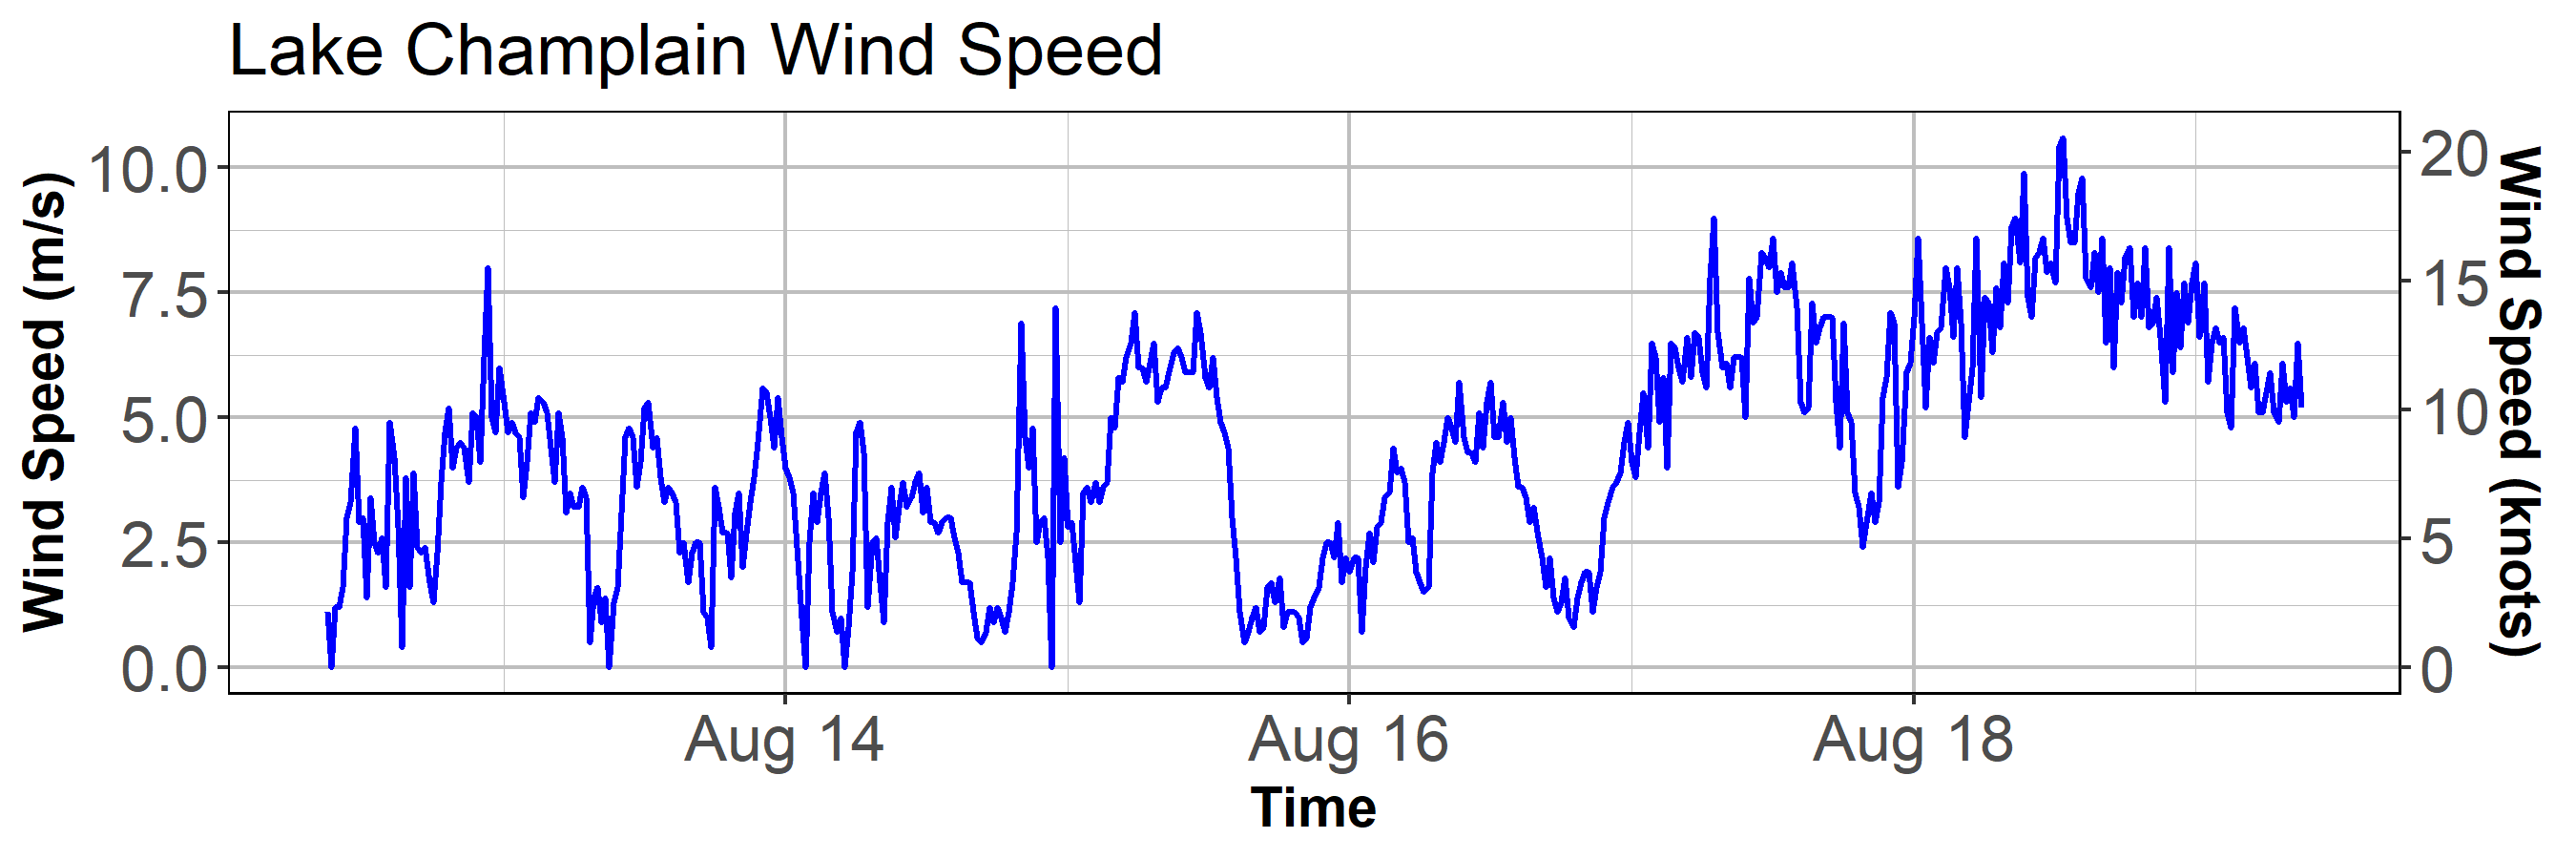 Lake Champlain Wind Speed
Wind Speed (m/s)
10.0
7.5
5.0
2.5
0.0
20
15
10
5
0
Wind Speed (knots)
Aug 14
Aug 16
Aug 18
Time